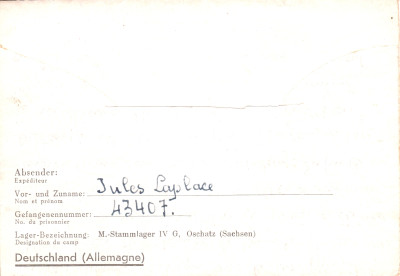 Absender:
Expéditeur
Vor- und Zuname: Jules Laplace
Nom et prénom
Gefangenennummer: 43407.
No. du prisonnier
Lager-Bezeichnung: M.-Stammlager IV G, Oschatz (Sachsen)
Désignation du camp
Deutschland (Allemagne)